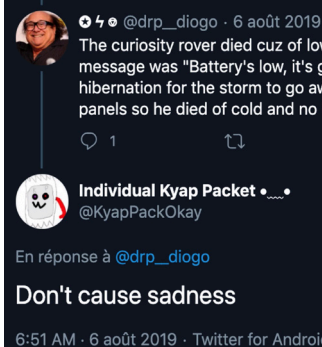 @drp__diogo · 6 août 2019
The curiosity rover died cuz of
message was "Battery's low, it's
hibernation for the storm to go
panels so he died of cold and no
1
Individual Kyap Packet •﹏•
@KyapPackOkay
En réponse à @drp__diogo
Don't cause sadness
6:51 AM · 6 août 2019 · Twitter for